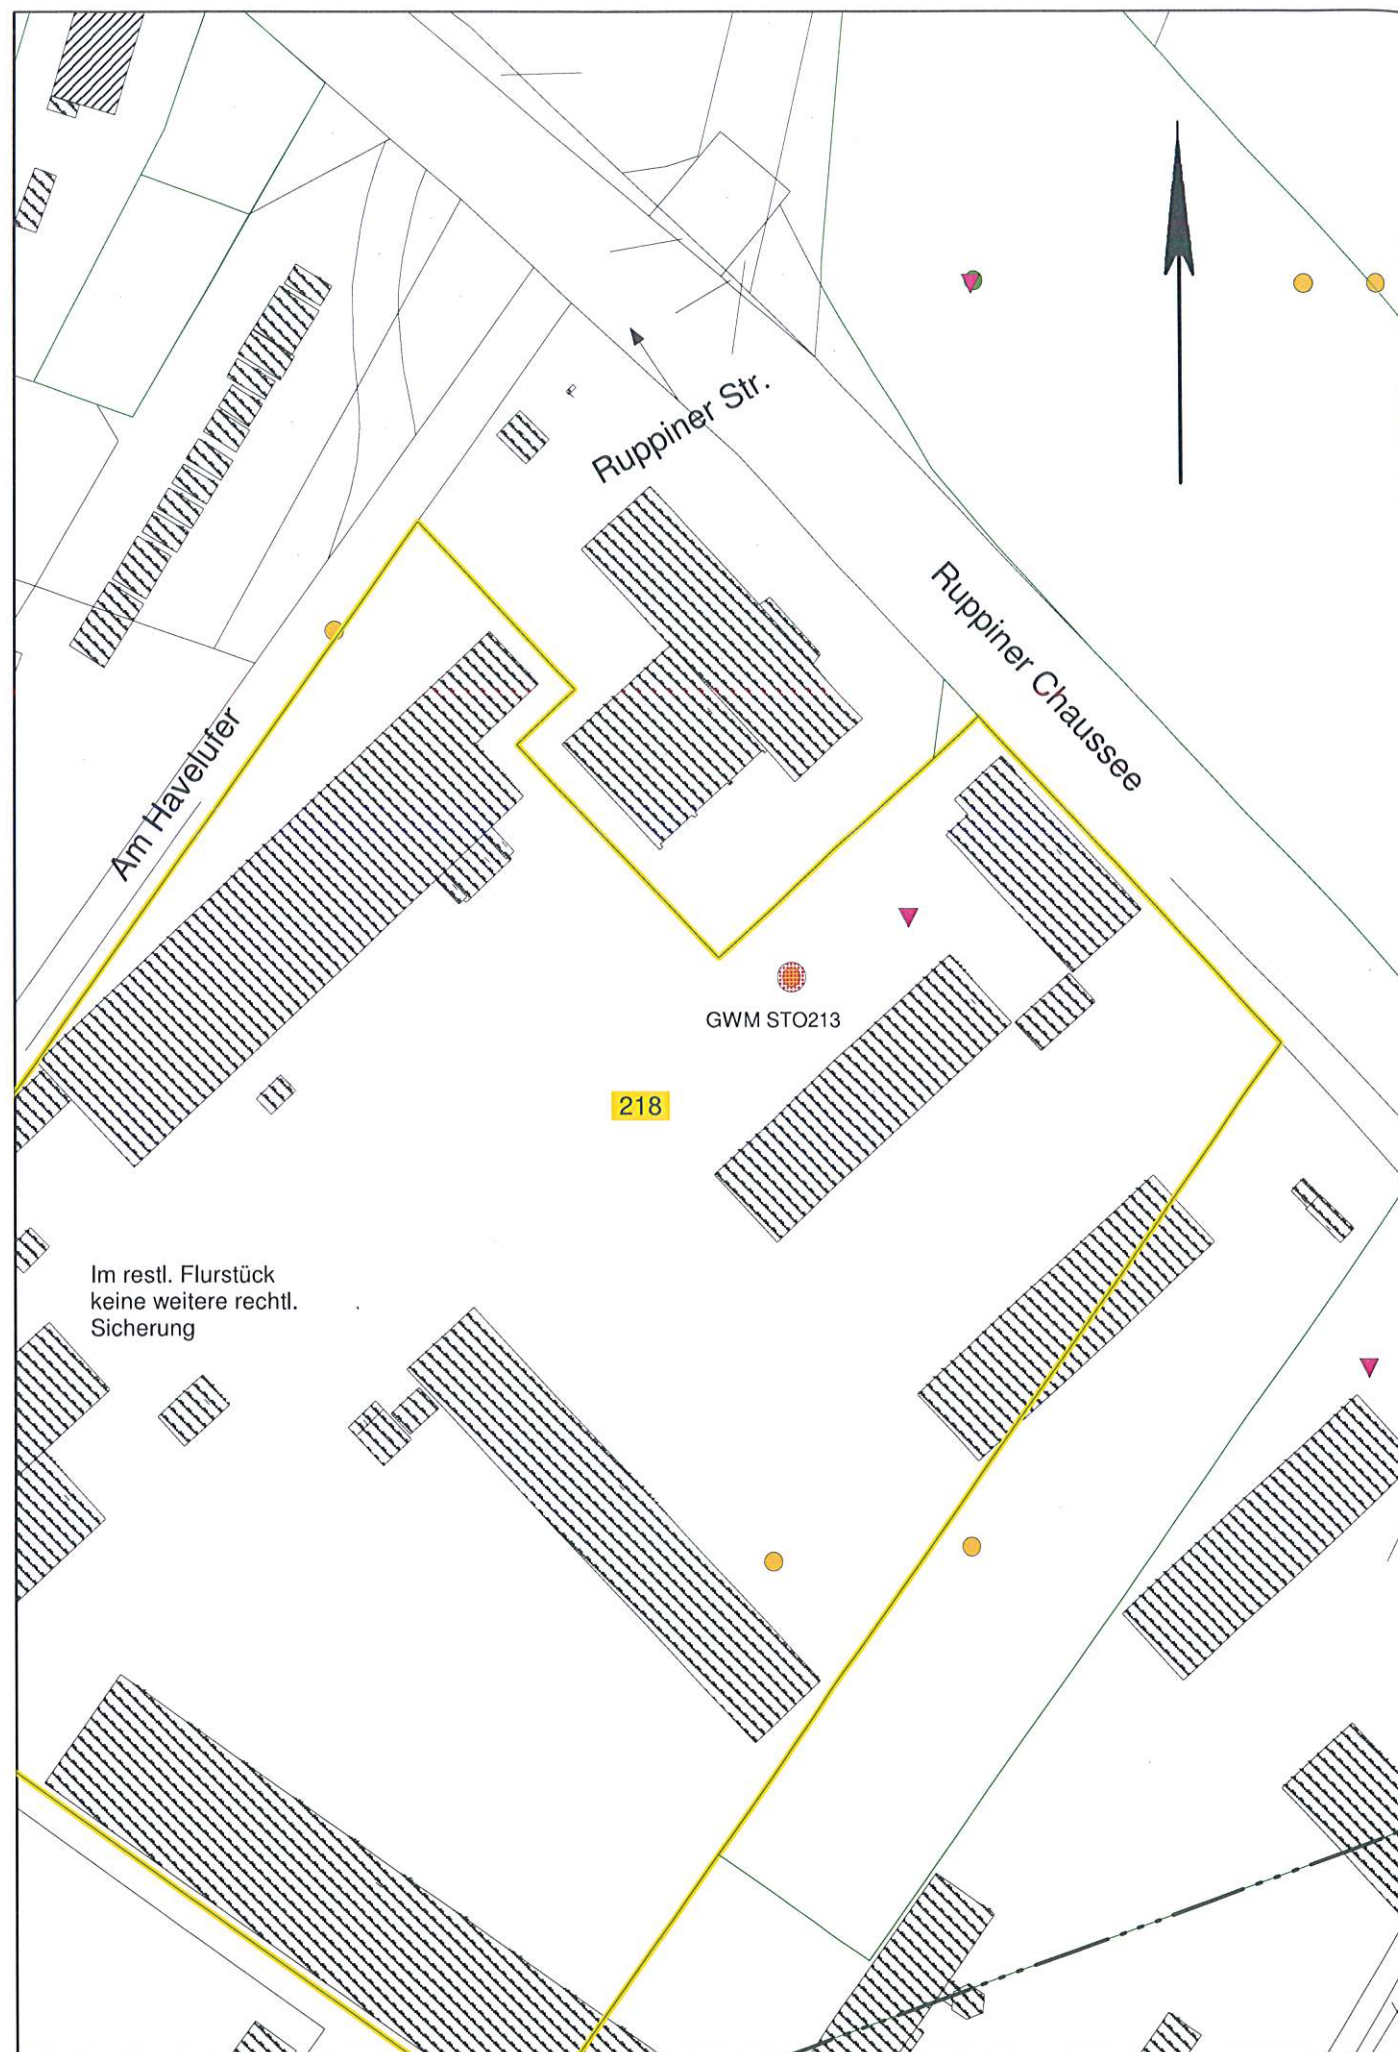 Ruppiner Str.
Ruppiner Chaussee
Am Havelufer
GWM STO213
218
Im restl. Flurstück
keine weitere rechtl.
Sicherung